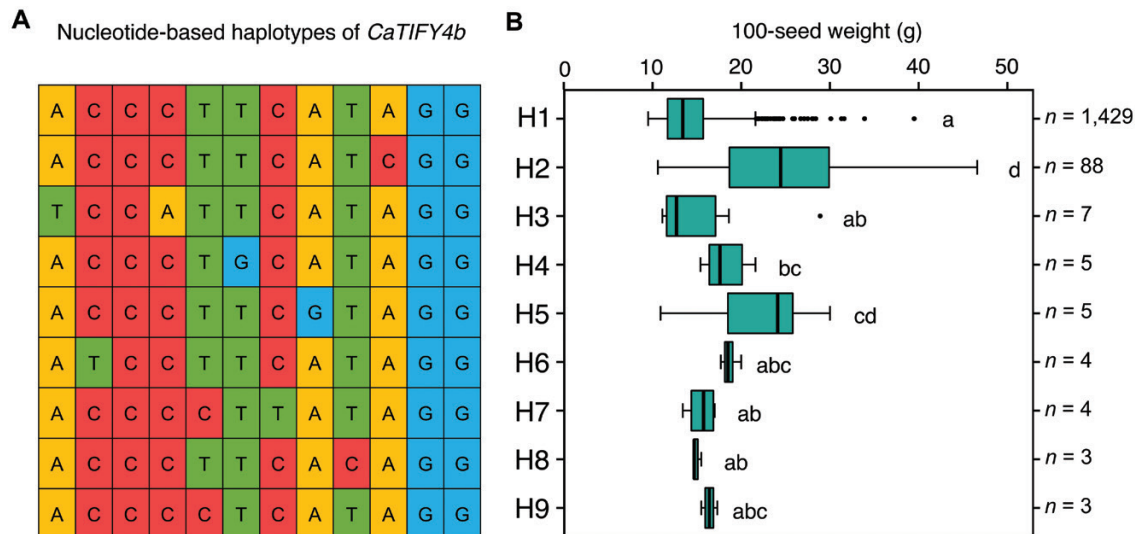 A Nucleotide-based haplotypes of CaTIFY4b
A C C C T T C A T A G G
A C C C T T C A T C G G
T C C A T T C A T A G G
A C C C T G C A T A G G
A C C C T T C G T A G G
A T C C T T C A T A G G
A C C C C T T A T A G G
A C C C T T C A C A G G
A C C C C T C A T A G G
B 100-seed weight (g)
0 10 20 30 40 50
H1 a n = 1,429
H2 d n = 88
H3 ab n = 7
H4 bc n = 5
H5 cd n = 5
H6 abc n = 4
H7 ab n = 4
H8 ab n = 3
H9 abc n = 3